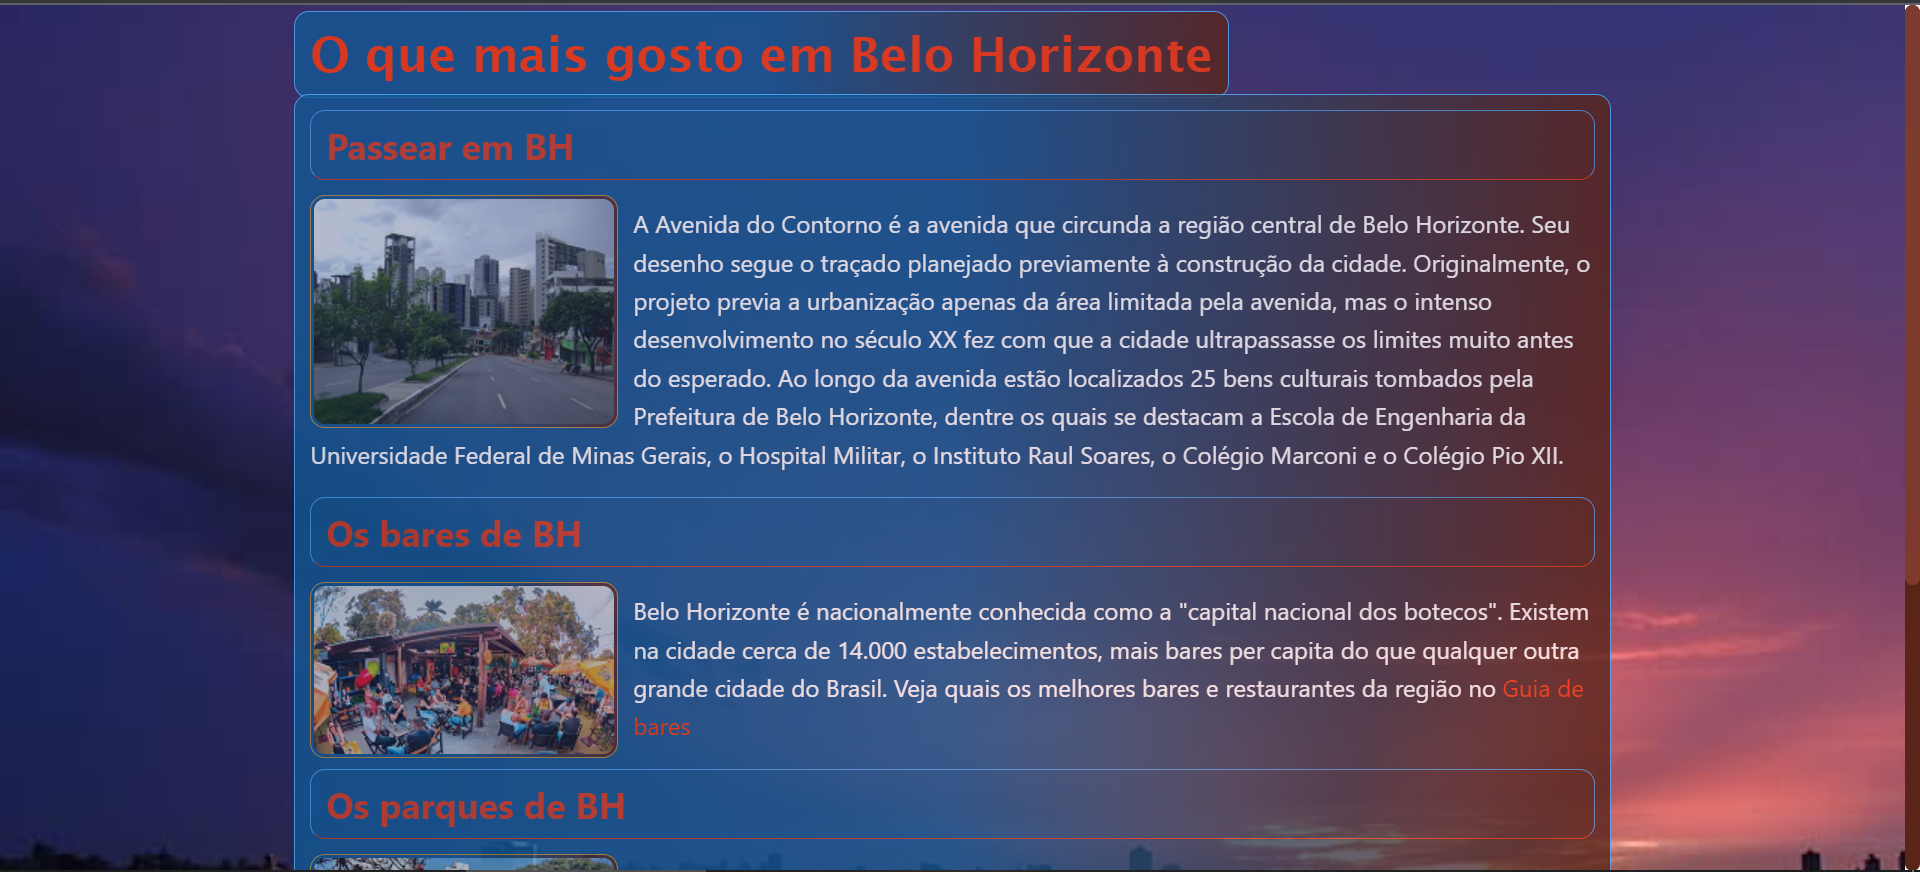 O que mais gosto em Belo Horizonte
Passear em BH
A Avenida do Contorno é a avenida que circunda a região central de Belo Horizonte. Seu
desenho segue o traçado planejado previamente à construção da cidade. Originalmente, o
projeto previa a urbanização apenas da área limitada pela avenida, mas o intenso
desenvolvimento no século XX fez com que a cidade ultrapassasse os limites muito antes
do esperado. Ao longo da avenida estão localizados 25 bens culturais tombados pela
Prefeitura de Belo Horizonte, dentre os quais se destacam a Escola de Engenharia da
Universidade Federal de Minas Gerais, o Hospital Militar, o Instituto Raul Soares, o Colégio Marconi e o Colégio Pio XII.
Os bares de BH
Belo Horizonte é nacionalmente conhecida como a "capital nacional dos botecos". Existem
na cidade cerca de 14.000 estabelecimentos, mais bares per capita do que qualquer outra
grande cidade do Brasil. Veja quais os melhores bares e restaurantes da região no Guia de
bares
Os parques de BH